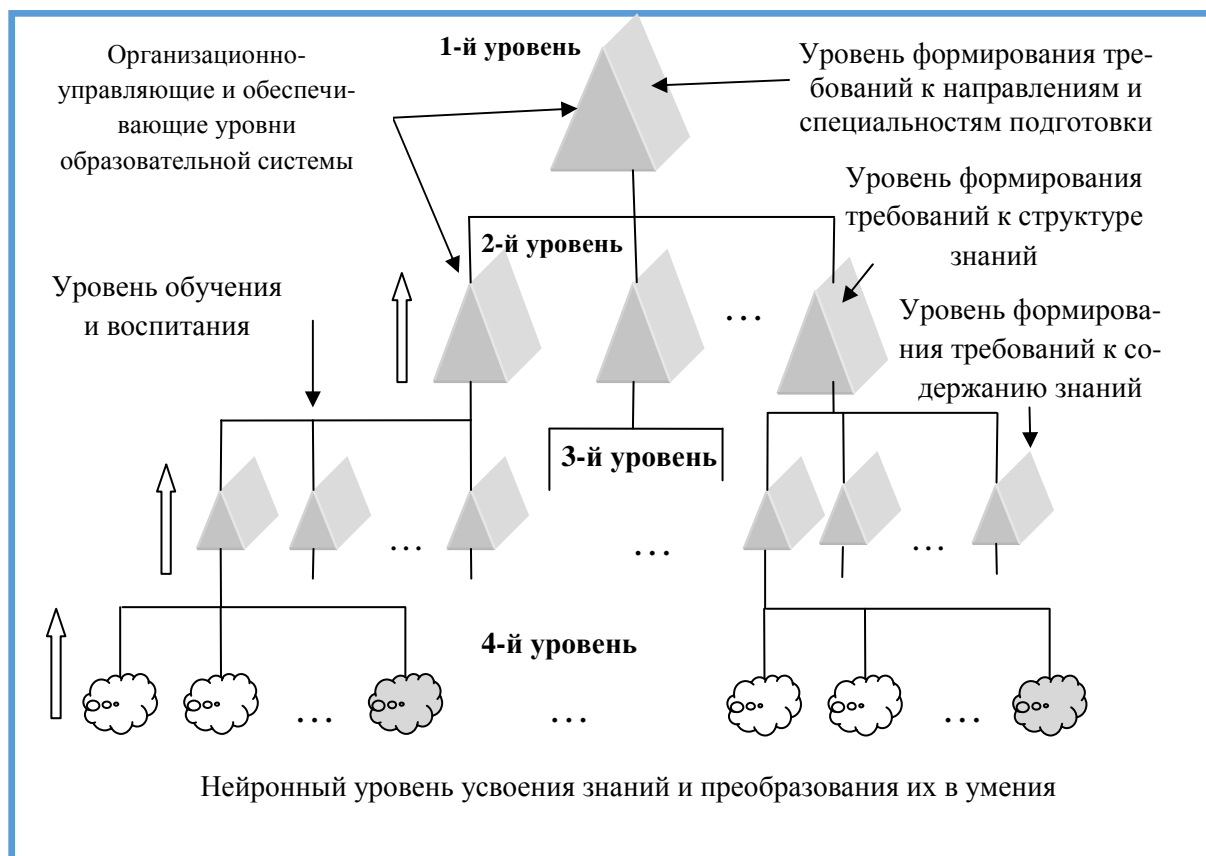 Организационно-
управляющие и обеспечи-
вающие уровни
образовательной системы
1-й уровень
Уровень формирования тре-
бований к направлениям и
специальностям подготовки
Уровень формирования
требований к структуре
знаний
2-й уровень
Уровень обучения
и воспитания
...
Уровень формирова-
ния требований к со-
держанию знаний
3-й уровень
...
...
...
4-й уровень
...
...
...
Нейронный уровень усвоения знаний и преобразования их в умения